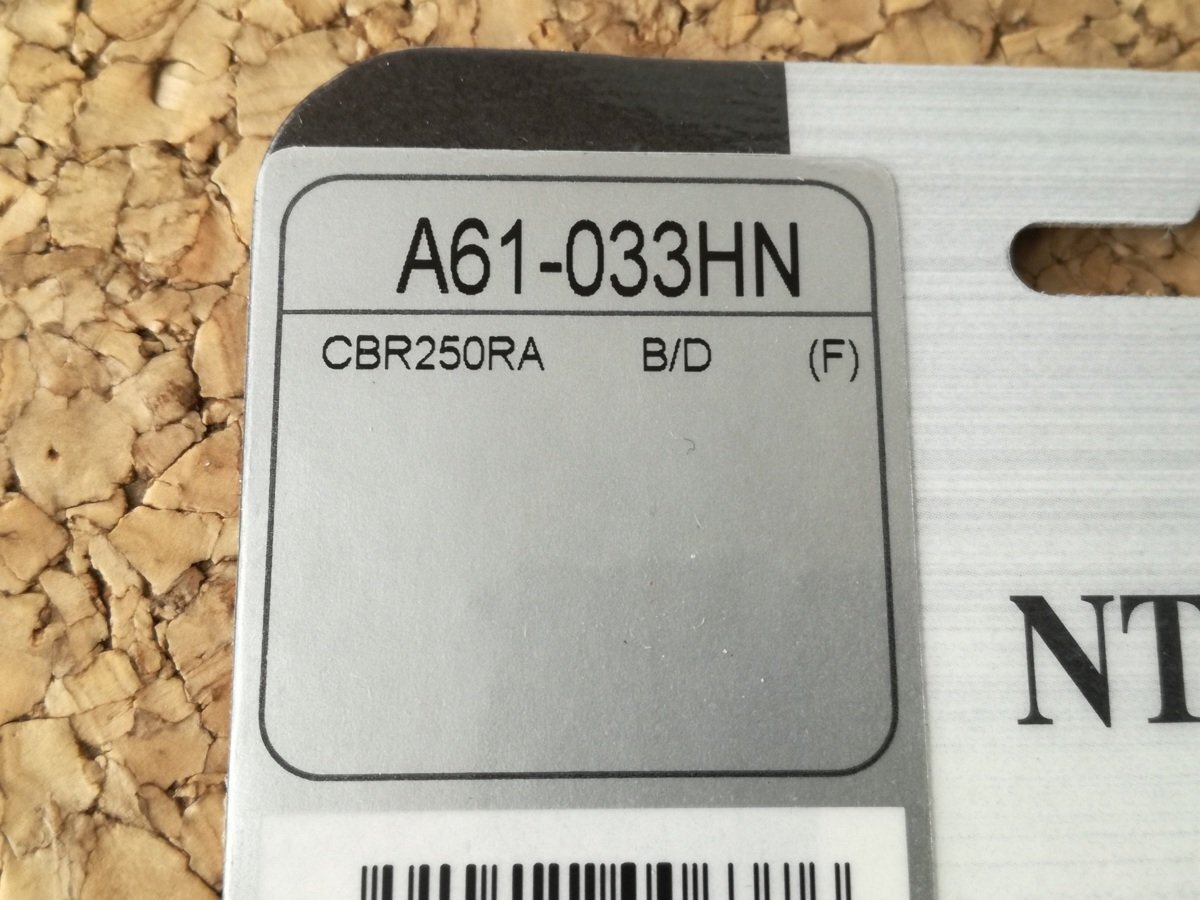 A61-033HN
CBR250RA B/D (F)
NT